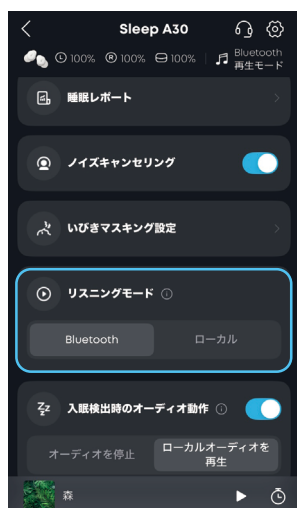 Sleep A30
L 100% R 100% 100% Bluetooth
再生モード
睡眠レポート
ノイズキャンセリング
いびきマスキング設定
リスニングモード
Bluetooth ローカル
入眠検出時のオーディオ動作
オーディオを停止 ローカルオーディオを
再生
森